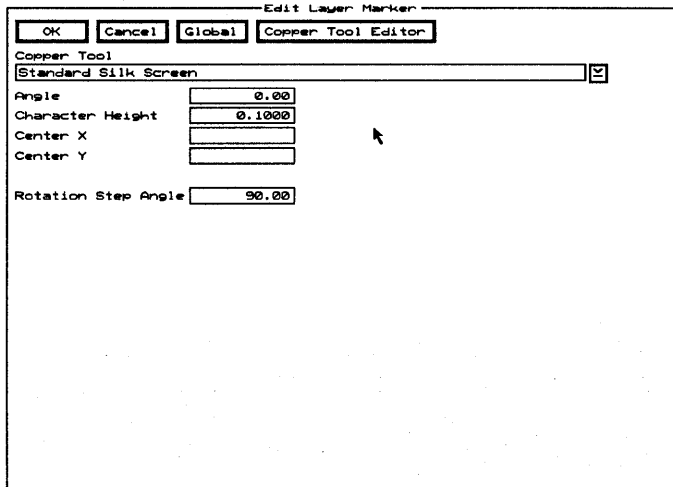 Edit Layer Marker
OK Cancel Global Copper Tool Editor
Copper Tool
Standard Silk Screen
Angle 0.00
Character Height 0.1000
Center X
Center Y
Rotation Step Angle 90.00